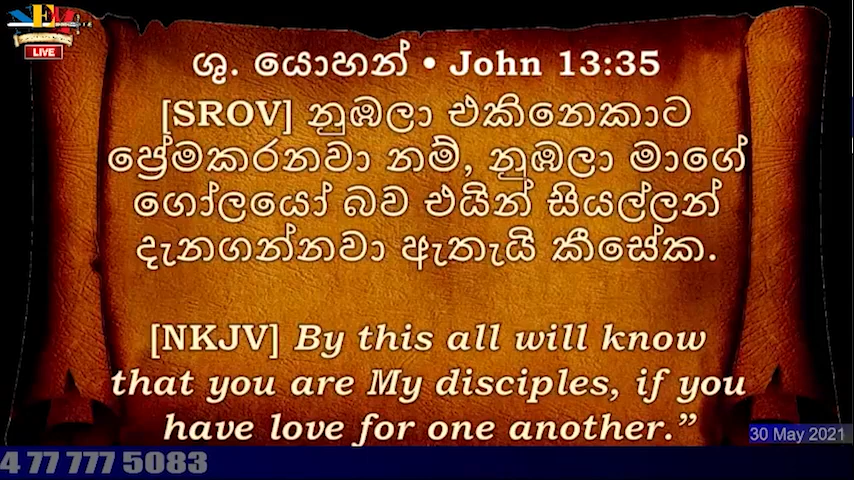 LIVE
ශු. යොහන් • John 13:35
[SROV] නුඹලා එකිනෙකාට
ප්‍රේමකරනවා නම්, නුඹලා මාගේ
ගෝලයෝ බව එයින් සියල්ලන්
දැනගන්නවා ඇතැයි කීසේක.
[NKJV] By this all will know
that you are My disciples, if you
have love for one another.”
30 May 2021
4 77 777 5083